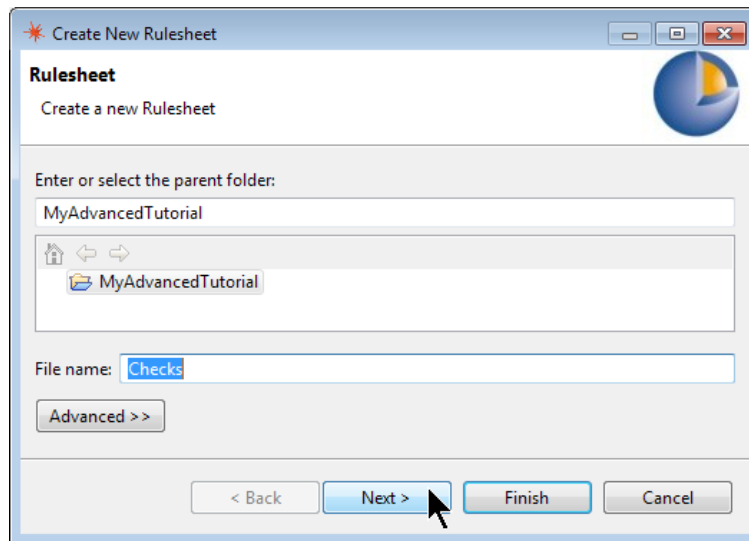 Create New Rulesheet
Rulesheet
Create a new Rulesheet
Enter or select the parent folder:
MyAdvancedTutorial
MyAdvancedTutorial
File name: Checks
Advanced >>
< Back Next > Finish Cancel